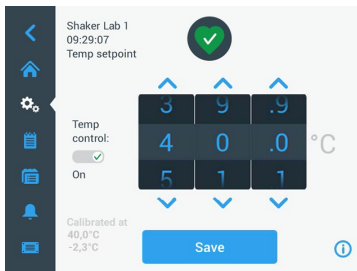 Shaker Lab 1
09:29:07
Temp setpoint
3 9 .9
Temp
control:
4 0 .0 °C
On
5 1 .1
Calibrated at
40,0°C
-2,3°C
Save